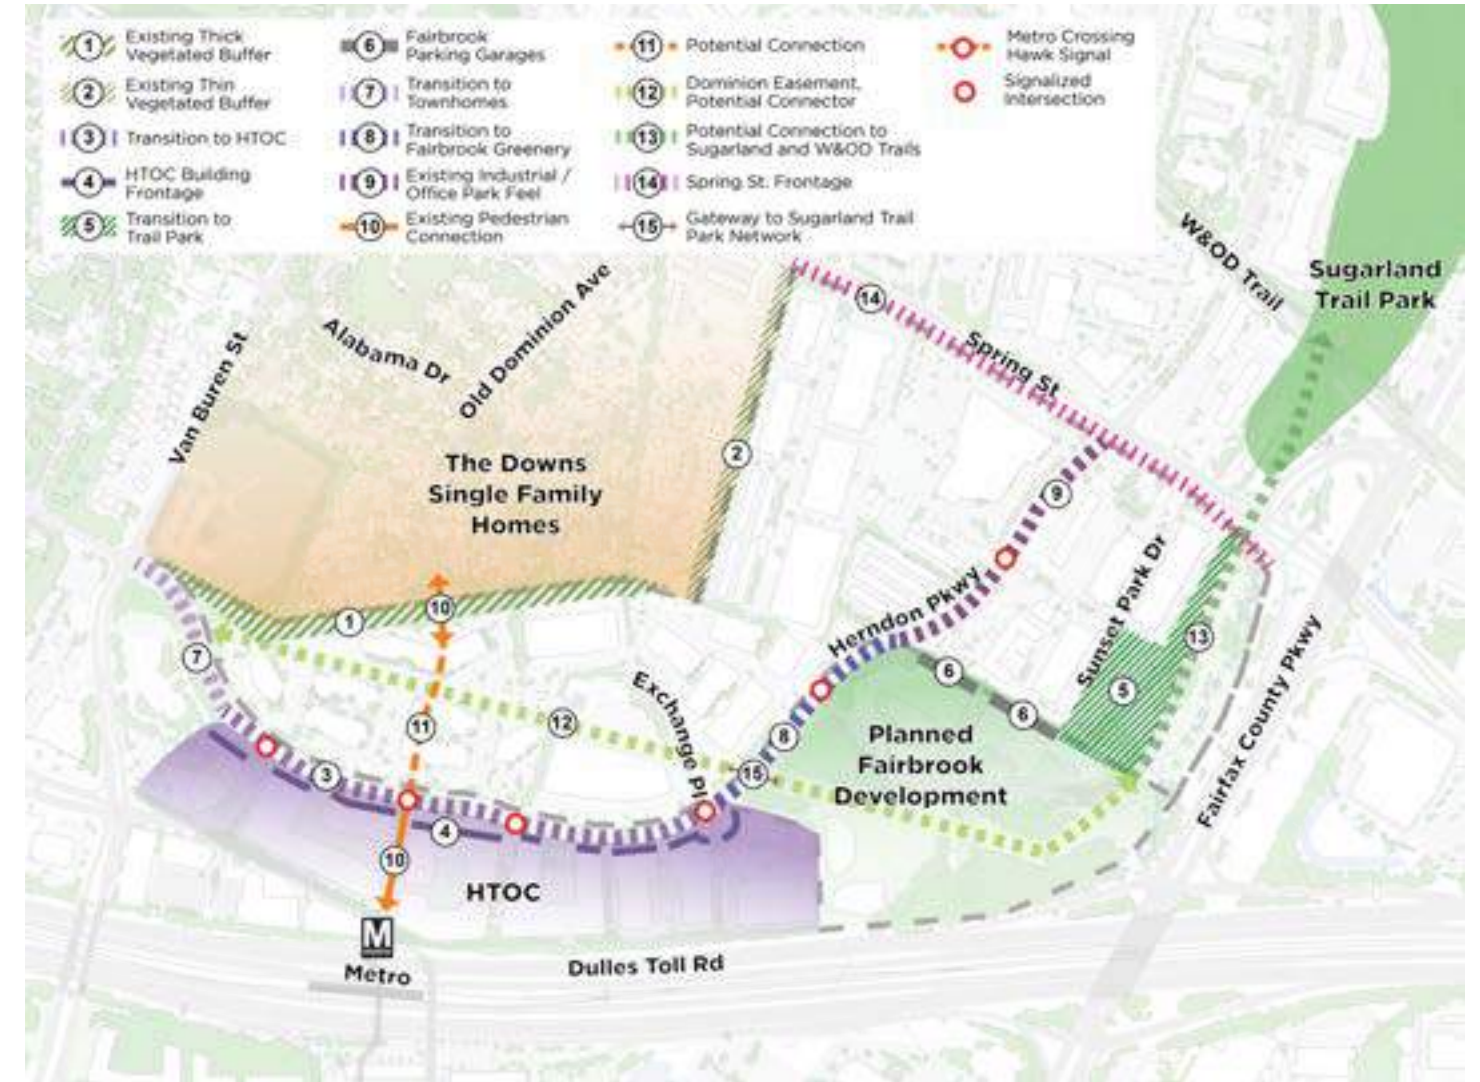 1 Existing Thick
Vegetated Buffer
2 Existing Thin
Vegetated Buffer
3 Transition to HTOC
4 HTOC Building
Frontage
5 Transition to
Trail Park
6 Fairbrook
Parking Garages
7 Transition to
Townhomes
8 Transition to
Fairbrook Greenery
9 Existing Industrial /
Office Park Feel
10 Existing Pedestrian
Connection
11 Potential Connection
12 Dominion Easement,
Potential Connector
13 Potential Connection to
Sugarland and W&OD Trails
14 Spring St. Frontage
15 Gateway to Sugarland Trail
Park Network
Metro Crossing
Hawk Signal
Signalized
Intersection
W&OD Trail
Sugarland
Trail Park
Van Buren St
Alabama Dr
Old Dominion Ave
14
Spring St
The Downs
Single Family
Homes
2
9
10
1
Herndon Pkwy
Sunset Park Dr
13
7
6
6
5
Fairfax County Pkwy
Exchange Pl
11
12
8
15
Planned
Fairbrook
Development
3
4
10
HTOC
M
Metro
Dulles Toll Rd